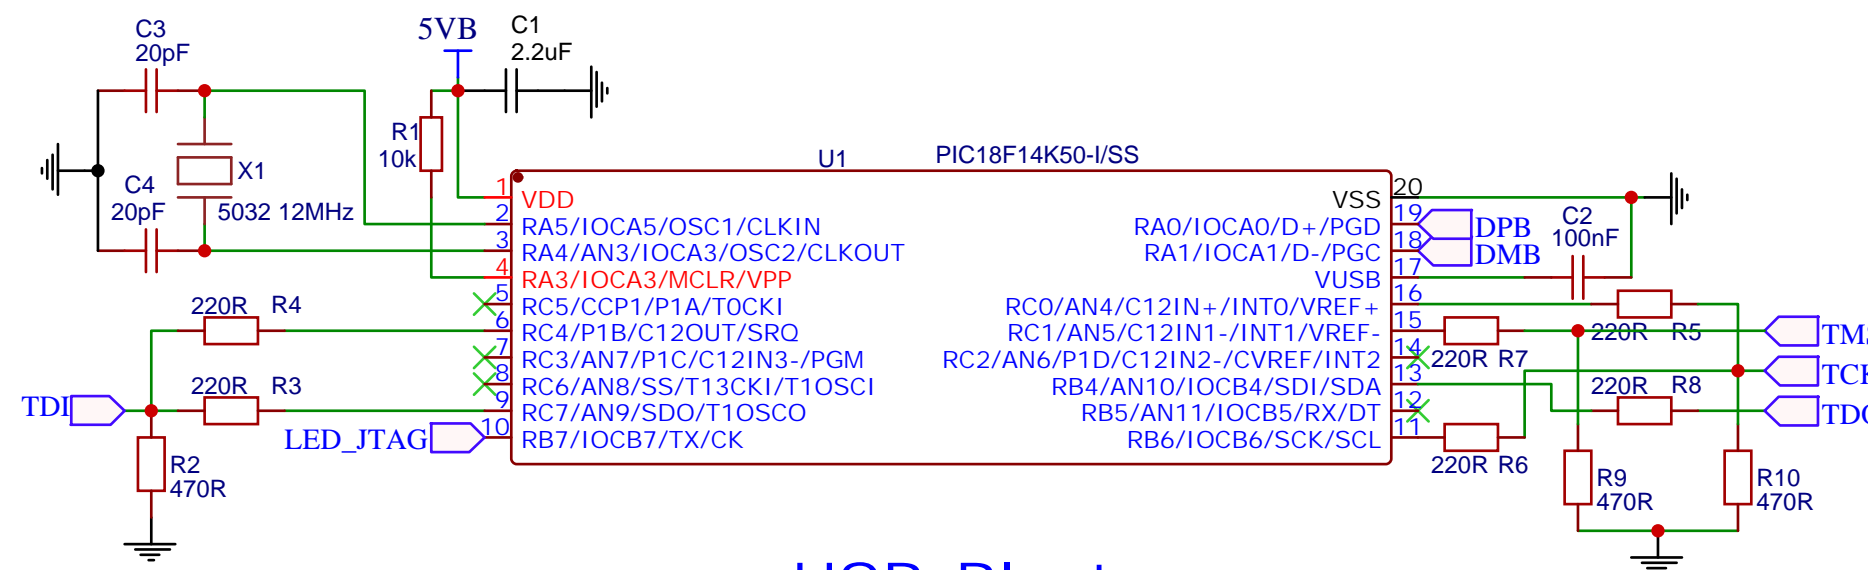 C3
20pF
5VB
C1
2.2uF
R1
10k
X1
C4
20pF
5032 12MHz
U1
PIC18F14K50-I/SS
1 VDD
2 RA5/IOCA5/OSC1/CLKIN
3 RA4/AN3/IOCA3/OSC2/CLKOUT
4 RA3/IOCA3/MCLR/VPP
5 RC5/CCP1/P1A/T0CKI
6 RC4/P1B/C12OUT/SRQ
7 RC3/AN7/P1C/C12IN3-/PGM
8 RC6/AN8/SS/T13CKI/T1OSCI
9 RC7/AN9/SDO/T1OSCO
10 RB7/IOCB7/TX/CK
VSS 20
RA0/IOCA0/D+/PGD 19
RA1/IOCA1/D-/PGC 18
VUSB 17
RC0/AN4/C12IN+/INT0/VREF+ 16
RC1/AN5/C12IN1-/INT1/VREF- 15
RC2/AN6/P1D/C12IN2-/CVREF/INT2 14
RB4/AN10/IOCB4/SDI/SDA 13
RB5/AN11/IOCB5/RX/DT 12
RB6/IOCB6/SCK/SCL 11
220R R4
220R R3
TDI
LED_JTAG
R2
470R
DPB
DMB
C2
100nF
220R R5
220R R7
220R R8
220R R6
TCK
R9
470R
R10
470R